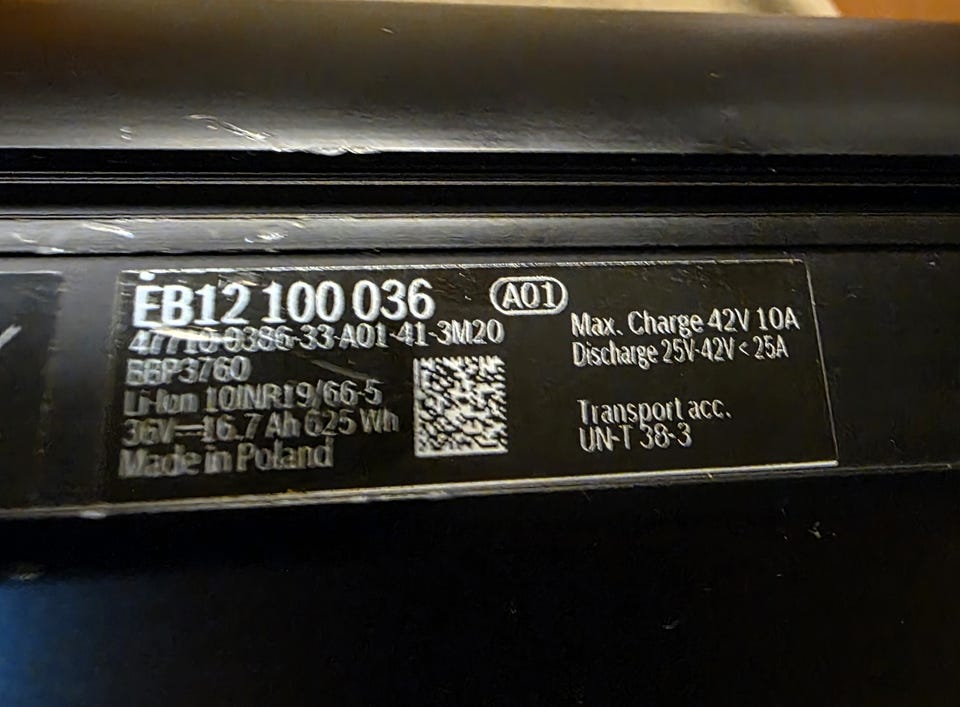 EB12 100 036
A01
47710-0386-33-A01-41-3M20
BBP3760
Li-Ion 10INR19/66-5
36V⎓16.7 Ah 625 Wh
Made in Poland
Max. Charge 42V 10A
Discharge 25V-42V < 25A
Transport acc.
UN-T 38-3